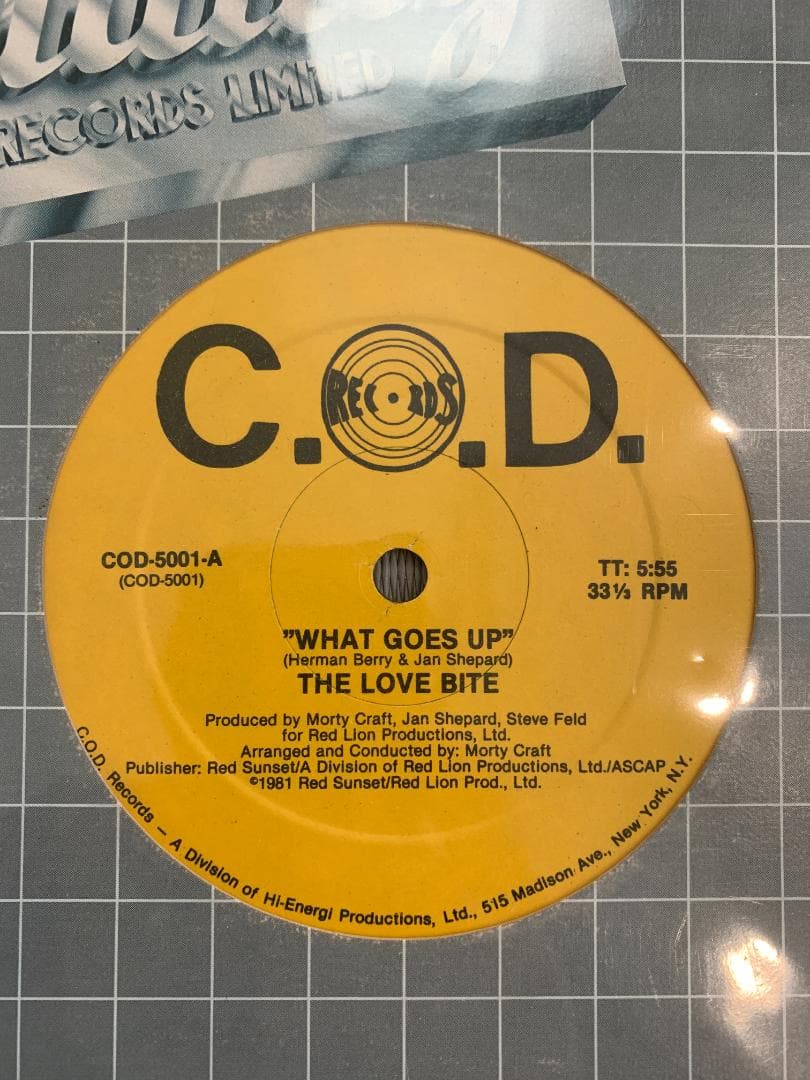 RECORDS LIMITED
C.O.D.
RECORDS
COD-5001-A
(COD-5001)
TT: 5:55
33⅓ RPM
"WHAT GOES UP"
(Herman Berry & Jan Shepard)
THE LOVE BITE
Produced by Morty Craft, Jan Shepard, Steve Feld
for Red Lion Productions, Ltd.
Arranged and Conducted by: Morty Craft
Publisher: Red Sunset/A Division of Red Lion Productions, Ltd./ASCAP
©1981 Red Sunset/Red Lion Prod., Ltd.
C.O.D. Records – A Division of Hi-Energi Productions, Ltd., 515 Madison Ave., New York, N.Y.